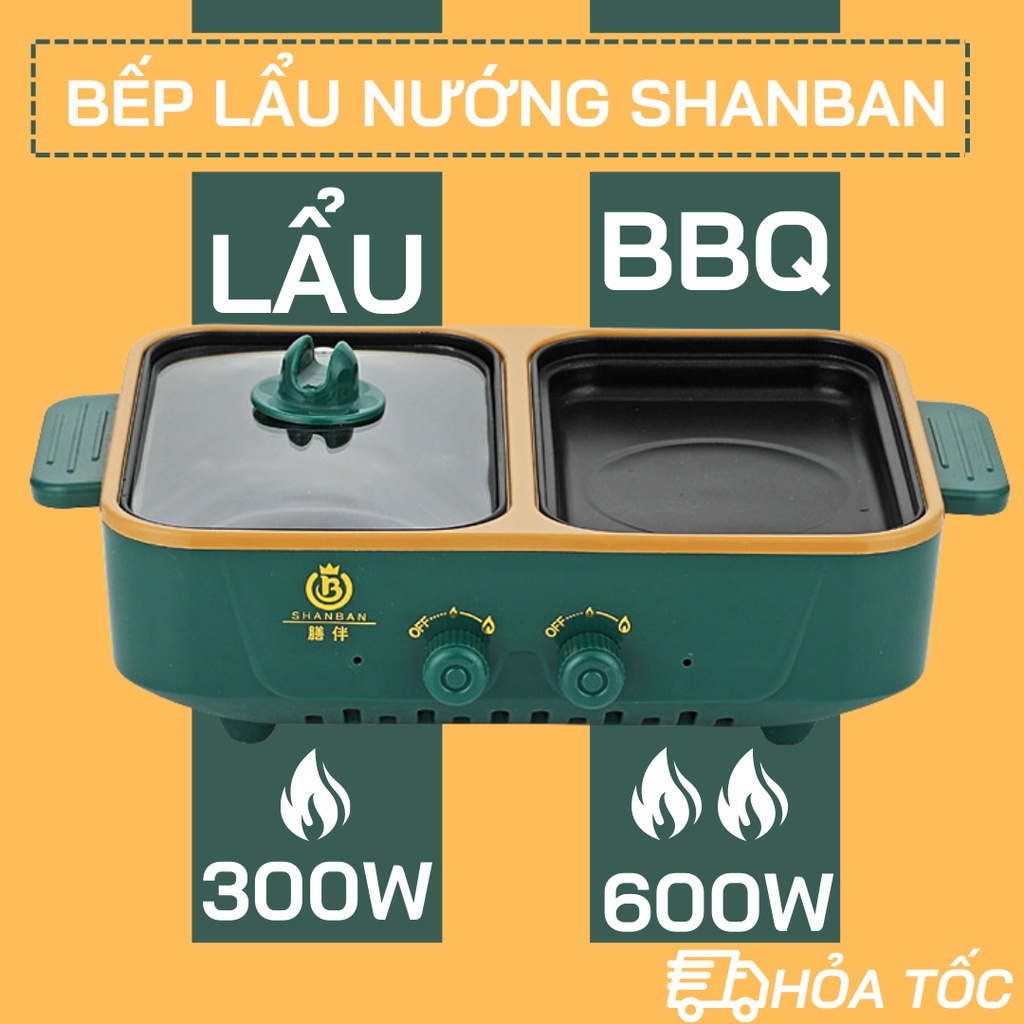 BẾP LẨU NƯỚNG SHANBAN
LẨU
BBQ
B
SHANBAN
膳伴
OFF
OFF
300W
600W
HỎA TỐC